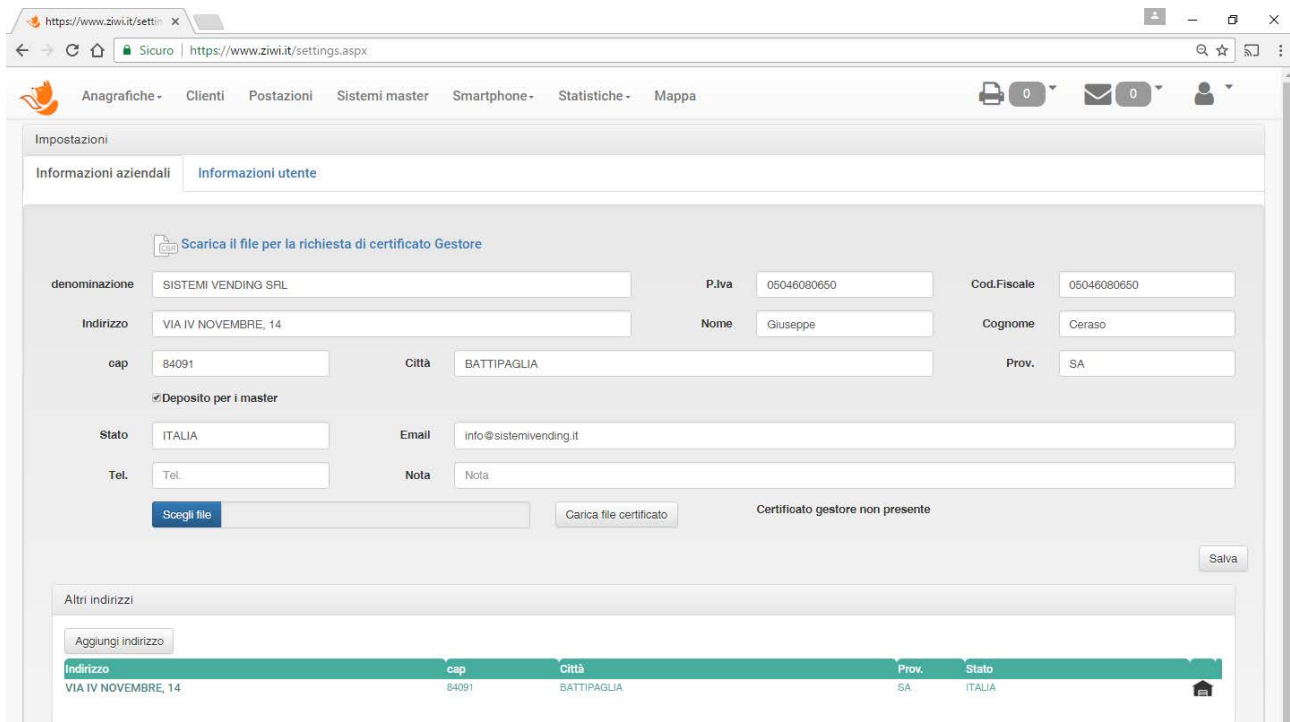 https://www.ziwi.it/settin
Sicuro | https://www.ziwi.it/settings.aspx
Anagrafiche Clienti Postazioni Sistemi master Smartphone Statistiche Mappa 0 0
Impostazioni
Informazioni aziendali Informazioni utente
CSR Scarica il file per la richiesta di certificato Gestore
denominazione SISTEMI VENDING SRL P.Iva 05046080650 Cod.Fiscale 05046080650
Indirizzo VIA IV NOVEMBRE, 14 Nome Giuseppe Cognome Ceraso
cap 84091 Città BATTIPAGLIA Prov. SA
Deposito per i master
Stato ITALIA Email info@sistemivending.it
Tel. Tel. Nota Nota
Scegli file Carica file certificato Certificato gestore non presente
Salva
Altri indirizzi
Aggiungi indirizzo
Indirizzo cap Città Prov. Stato
VIA IV NOVEMBRE, 14 84091 BATTIPAGLIA SA ITALIA